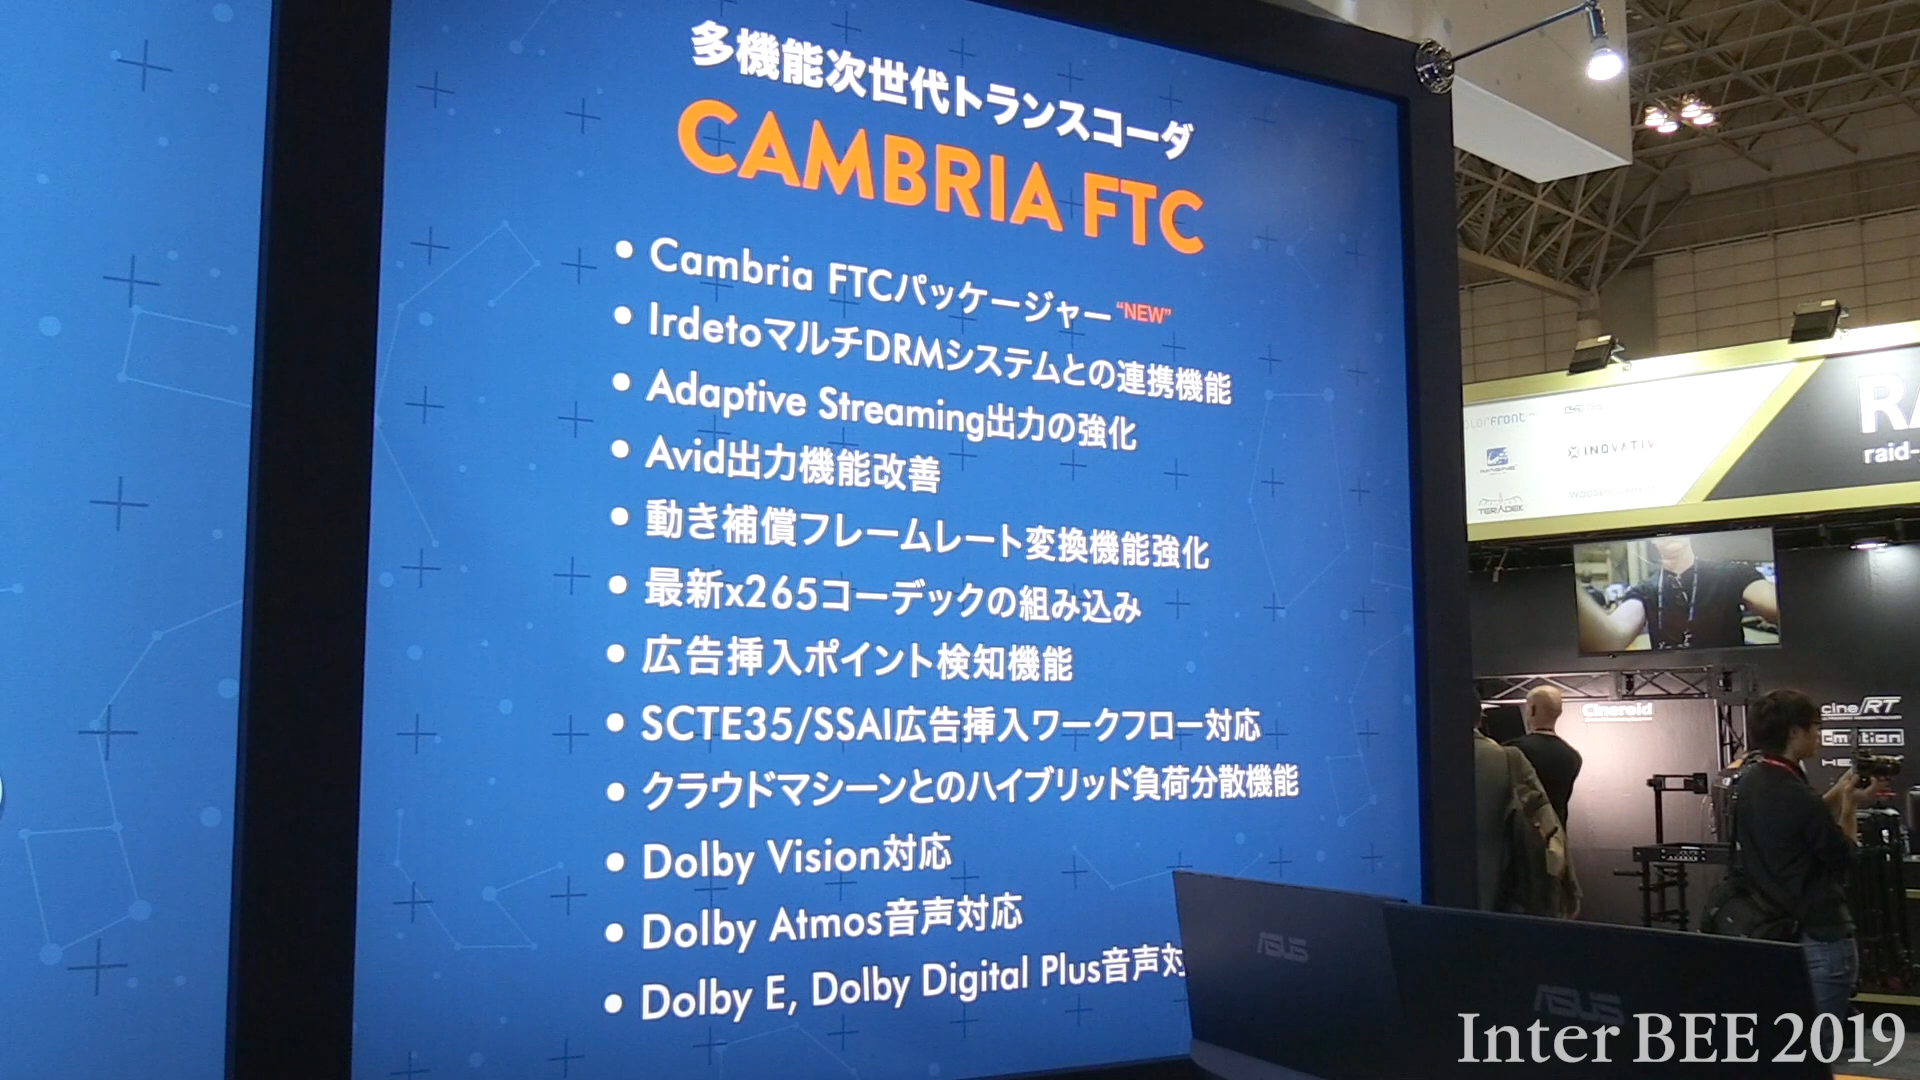 多機能次世代トランスコーダ
CAMBRIA FTC
• Cambria FTCパッケージャー “NEW”
• IrdetoマルチDRMシステムとの連携機能
• Adaptive Streaming出力の強化
• Avid出力機能改善
• 動き補償フレームレート変換機能強化
• 最新x265コーデックの組み込み
• 広告挿入ポイント検知機能
• SCTE35/SSAI広告挿入ワークフロー対応
• クラウドマシーンとのハイブリッド負荷分散機能
• Dolby Vision対応
• Dolby Atmos音声対応
• Dolby E, Dolby Digital Plus音声対
RA
raid-
INOVATIV
TERADEK
Cineroid
cineRT
cmotion
ASUS
ASUS
Inter BEE 2019